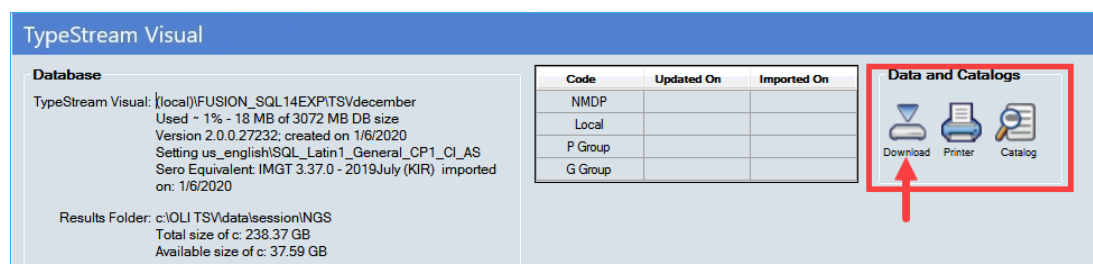 TypeStream Visual
Database
TypeStream Visual: (local)\FUSION_SQL14EXP\TSVdecember
Used ~ 1% - 18 MB of 3072 MB DB size
Version 2.0.0.27232; created on 1/6/2020
Setting us_english\SQL_Latin1_General_CP1_CI_AS
Sero Equivalent: IMGT 3.37.0 - 2019July (KIR) imported
on: 1/6/2020
Results Folder: c:\OLI TSV\data\session\NGS
Total size of c: 238.37 GB
Available size of c: 37.59 GB
Code Updated On Imported On
NMDP
Local
P Group
G Group
Data and Catalogs
Download Printer Catalog